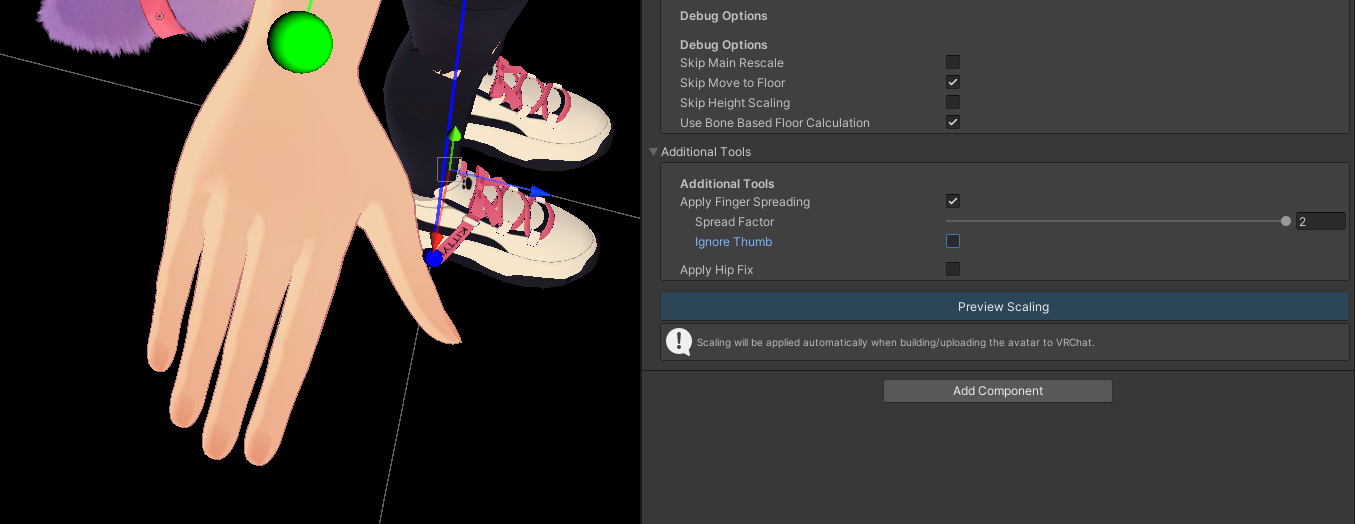 Debug Options
Debug Options
Skip Main Rescale
Skip Move to Floor
Skip Height Scaling
Use Bone Based Floor Calculation
Additional Tools
Additional Tools
Apply Finger Spreading
Spread Factor 2
Ignore Thumb
Apply Hip Fix
Preview Scaling
Scaling will be applied automatically when building/uploading the avatar to VRChat.
Add Component
KITTY